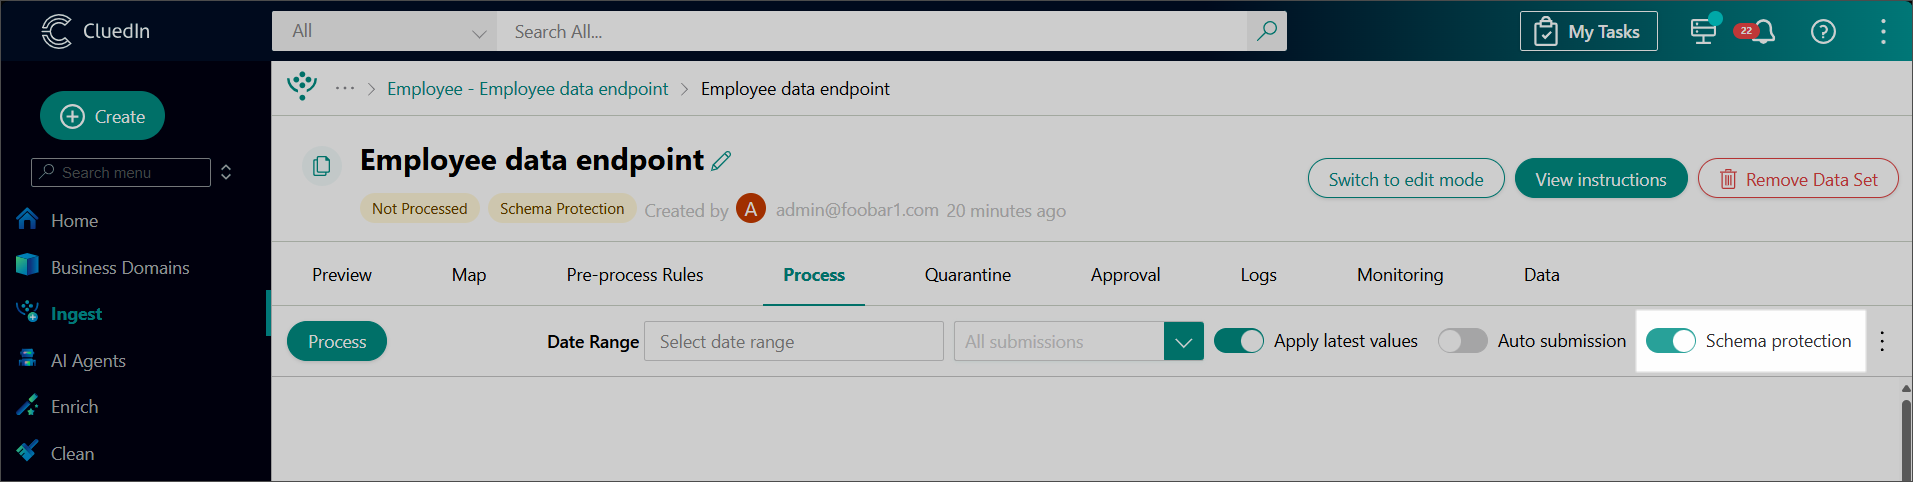 CluedIn
All
Search All...
My Tasks
22
Create
Search menu
Home
Business Domains
Ingest
AI Agents
Enrich
Clean
··· > Employee - Employee data endpoint > Employee data endpoint
Employee data endpoint
Not Processed
Schema Protection
Created by A admin@foobar1.com 20 minutes ago
Switch to edit mode
View instructions
Remove Data Set
Preview
Map
Pre-process Rules
Process
Quarantine
Approval
Logs
Monitoring
Data
Process
Date Range
Select date range
All submissions
Apply latest values
Auto submission
Schema protection